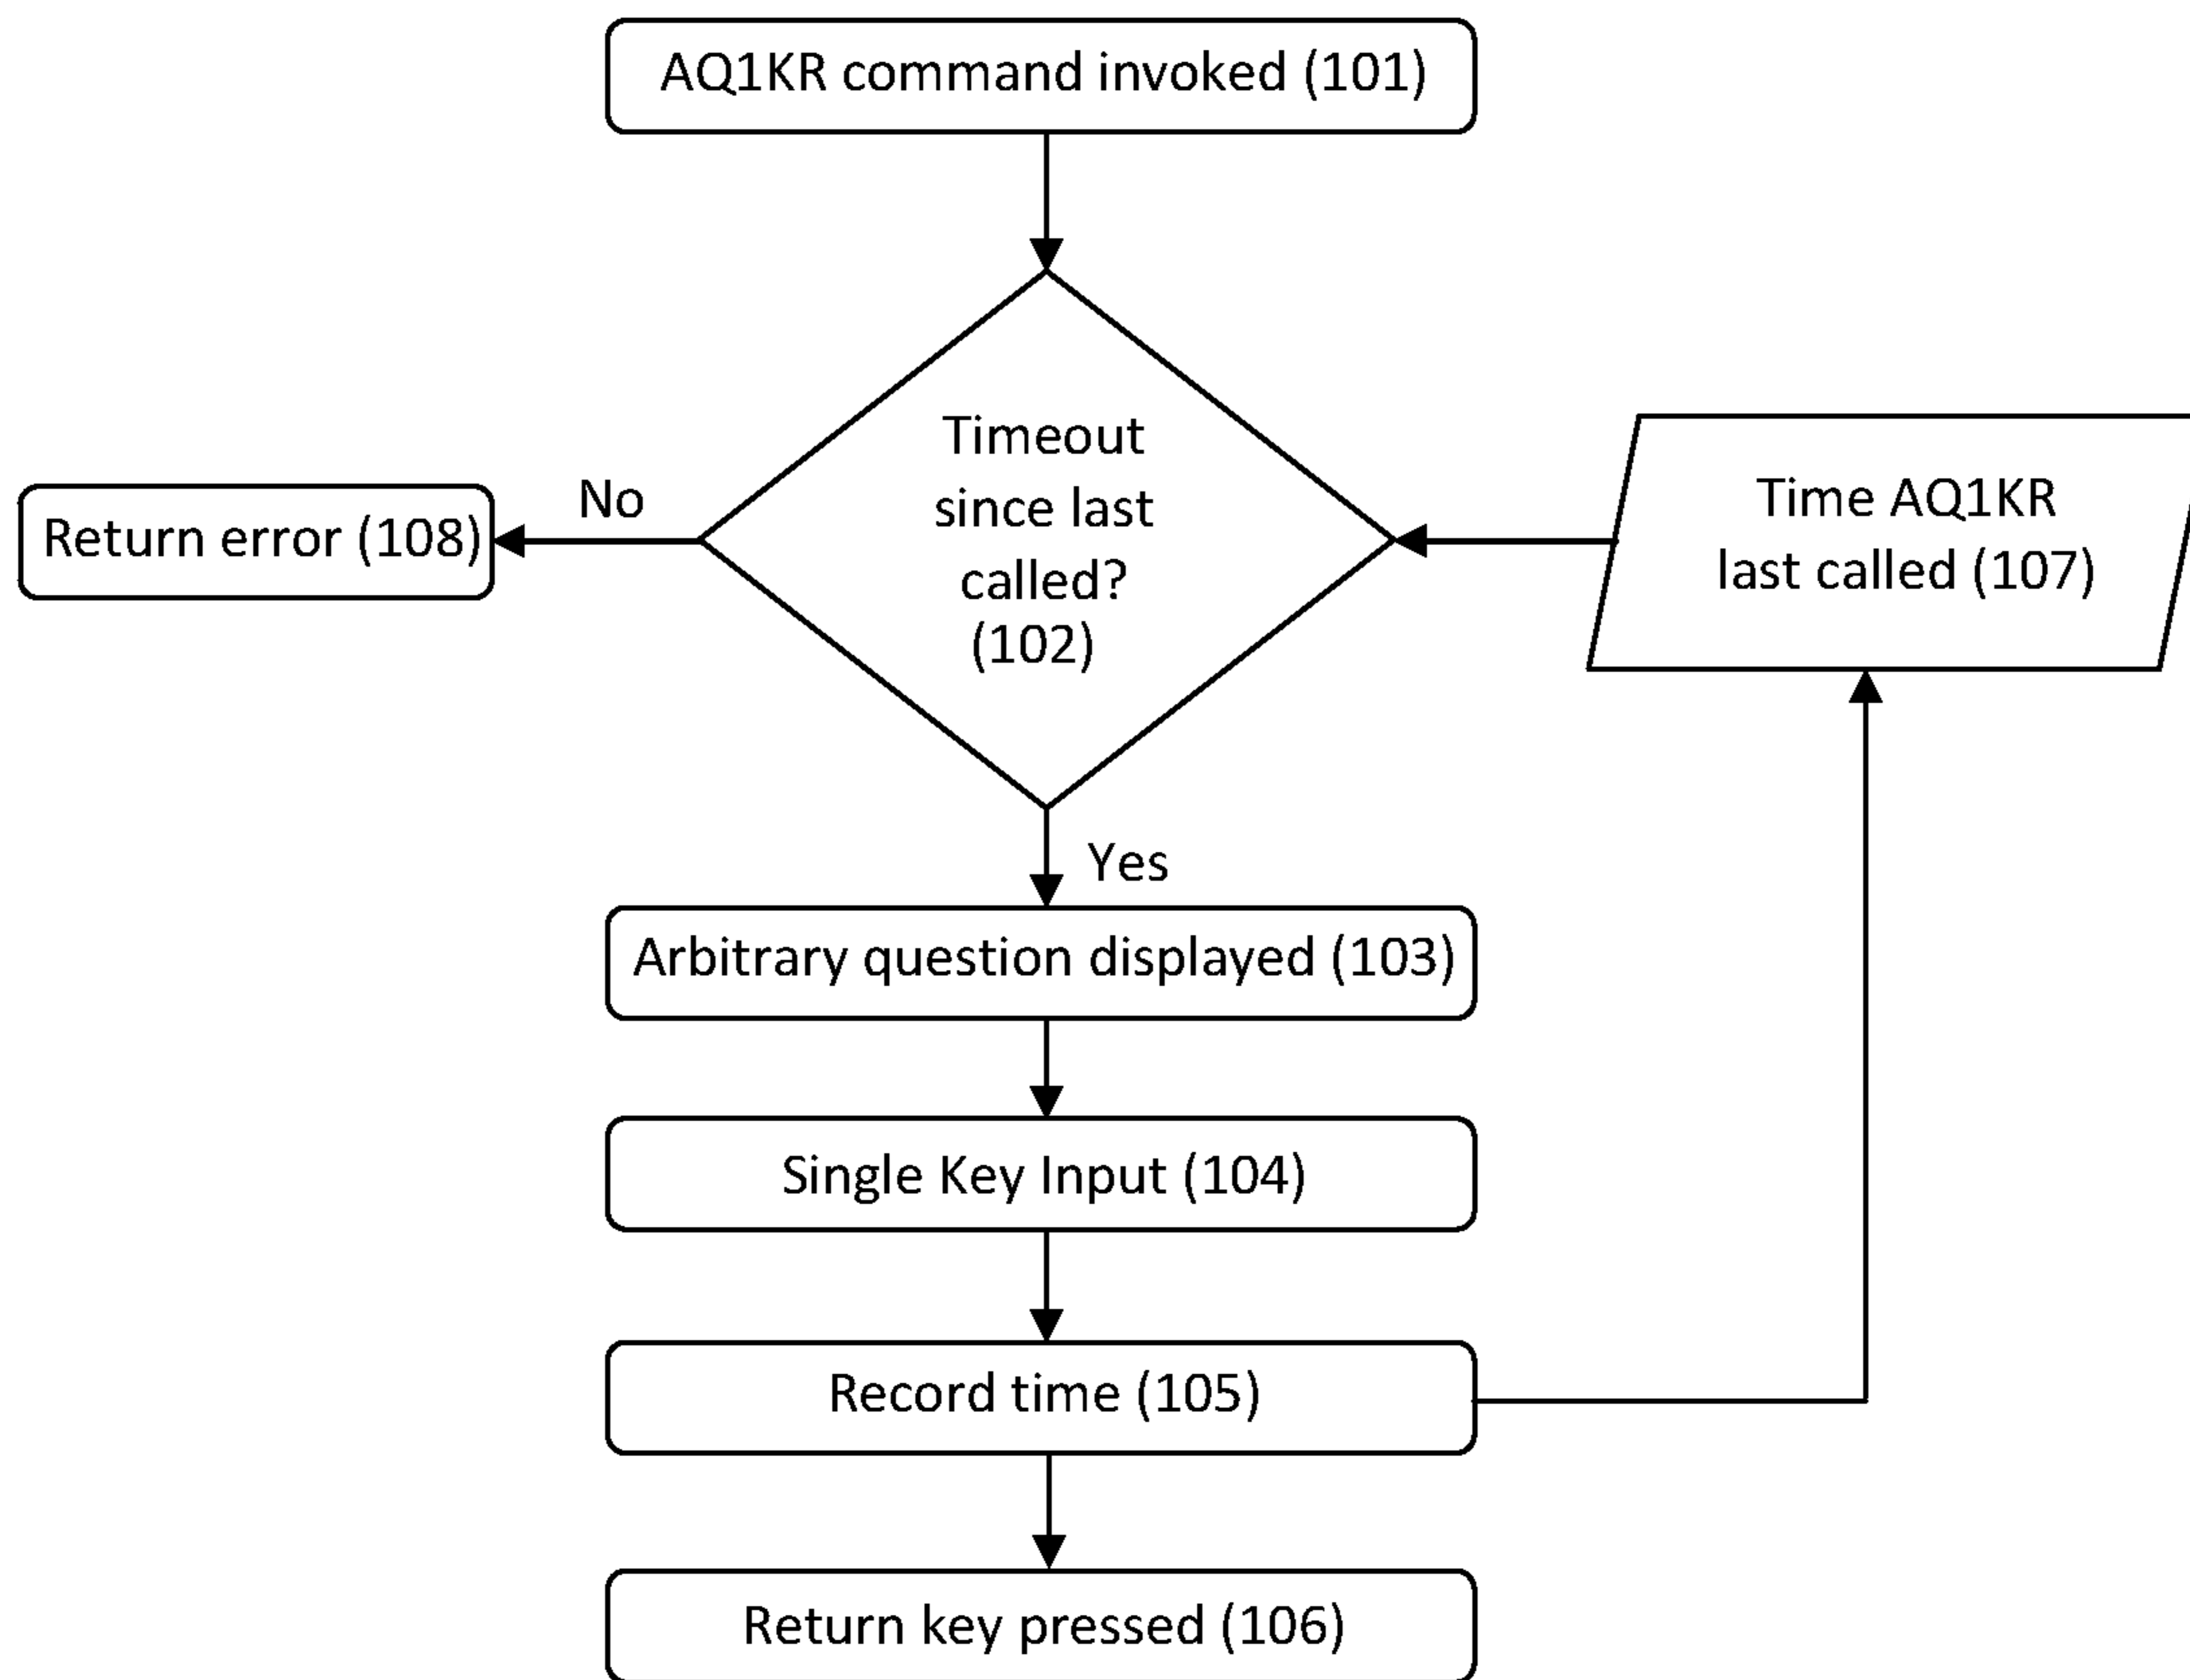 AQ1KR command invoked (101)
Timeout
since last
called?
(102)
No
Return error (108)
Time AQ1KR
last called (107)
Yes
Arbitrary question displayed (103)
Single Key Input (104)
Record time (105)
Return key pressed (106)